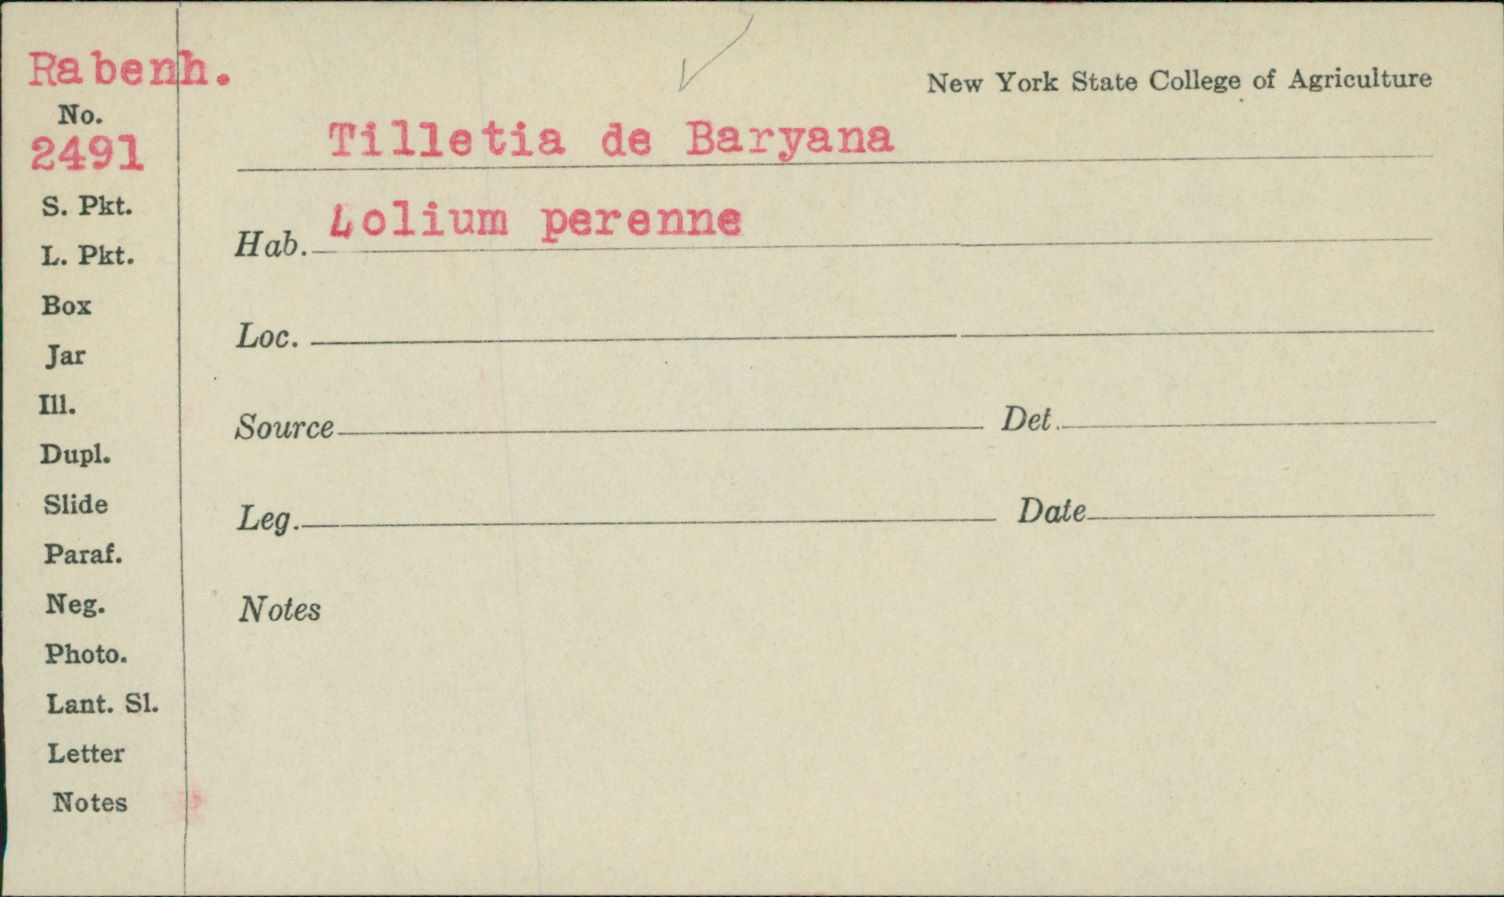 Rabenh.
New York State College of Agriculture
No.
2491
Tilletia de Baryana
S. Pkt.
Hab. Lolium perenne
L. Pkt.
Box
Loc.
Jar
Ill.
Source Det.
Dupl.
Slide
Leg. Date
Paraf.
Neg.
Notes
Photo.
Lant. Sl.
Letter
Notes